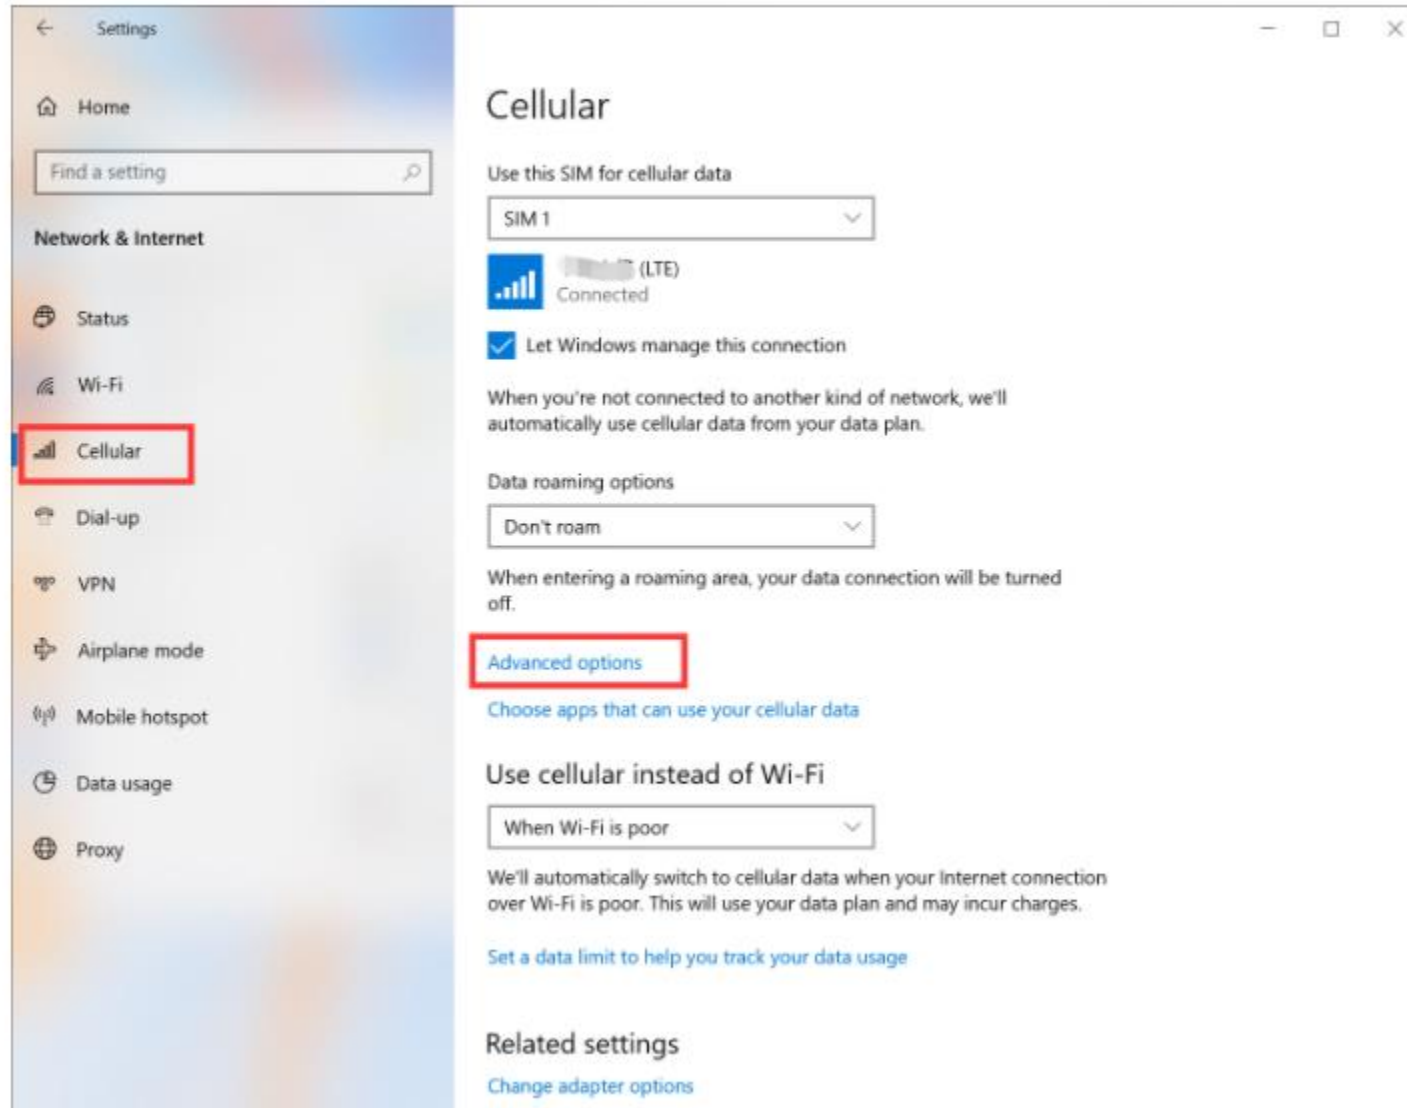 Settings
Home
Find a setting
Network & Internet
Status
Wi-Fi
Cellular
Dial-up
VPN
Airplane mode
Mobile hotspot
Data usage
Proxy
Cellular
Use this SIM for cellular data
SIM 1
(LTE)
Connected
Let Windows manage this connection
When you're not connected to another kind of network, we'll
automatically use cellular data from your data plan.
Data roaming options
Don't roam
When entering a roaming area, your data connection will be turned
off.
Advanced options
Choose apps that can use your cellular data
Use cellular instead of Wi-Fi
When Wi-Fi is poor
We'll automatically switch to cellular data when your Internet connection
over Wi-Fi is poor. This will use your data plan and may incur charges.
Set a data limit to help you track your data usage
Related settings
Change adapter options